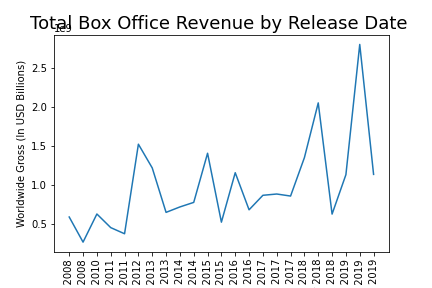 Total Box Office Revenue by Release Date
1e9
Worldwide Gross (In USD Billions)
2.5
2.0
1.5
1.0
0.5
2008 2008 2010 2011 2011 2012 2013 2013 2014 2014 2015 2015 2016 2016 2017 2017 2017 2018 2018 2018 2019 2019 2019